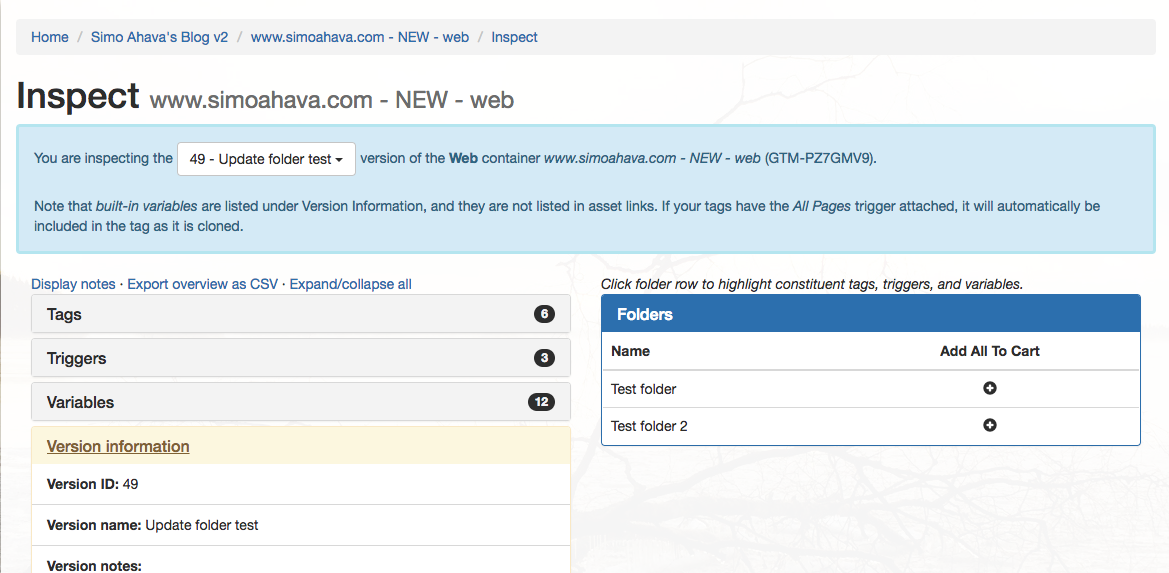 Home / Simo Ahava's Blog v2 / www.simoahava.com - NEW - web / Inspect
Inspect www.simoahava.com - NEW - web
You are inspecting the 49 - Update folder test version of the Web container www.simoahava.com - NEW - web (GTM-PZ7GMV9).
Note that built-in variables are listed under Version Information, and they are not listed in asset links. If your tags have the All Pages trigger attached, it will automatically be
included in the tag as it is cloned.
Display notes · Export overview as CSV · Expand/collapse all
Tags 6
Triggers 3
Variables 12
Version information
Version ID: 49
Version name: Update folder test
Version notes:
Click folder row to highlight constituent tags, triggers, and variables.
Folders
Name Add All To Cart
Test folder
Test folder 2